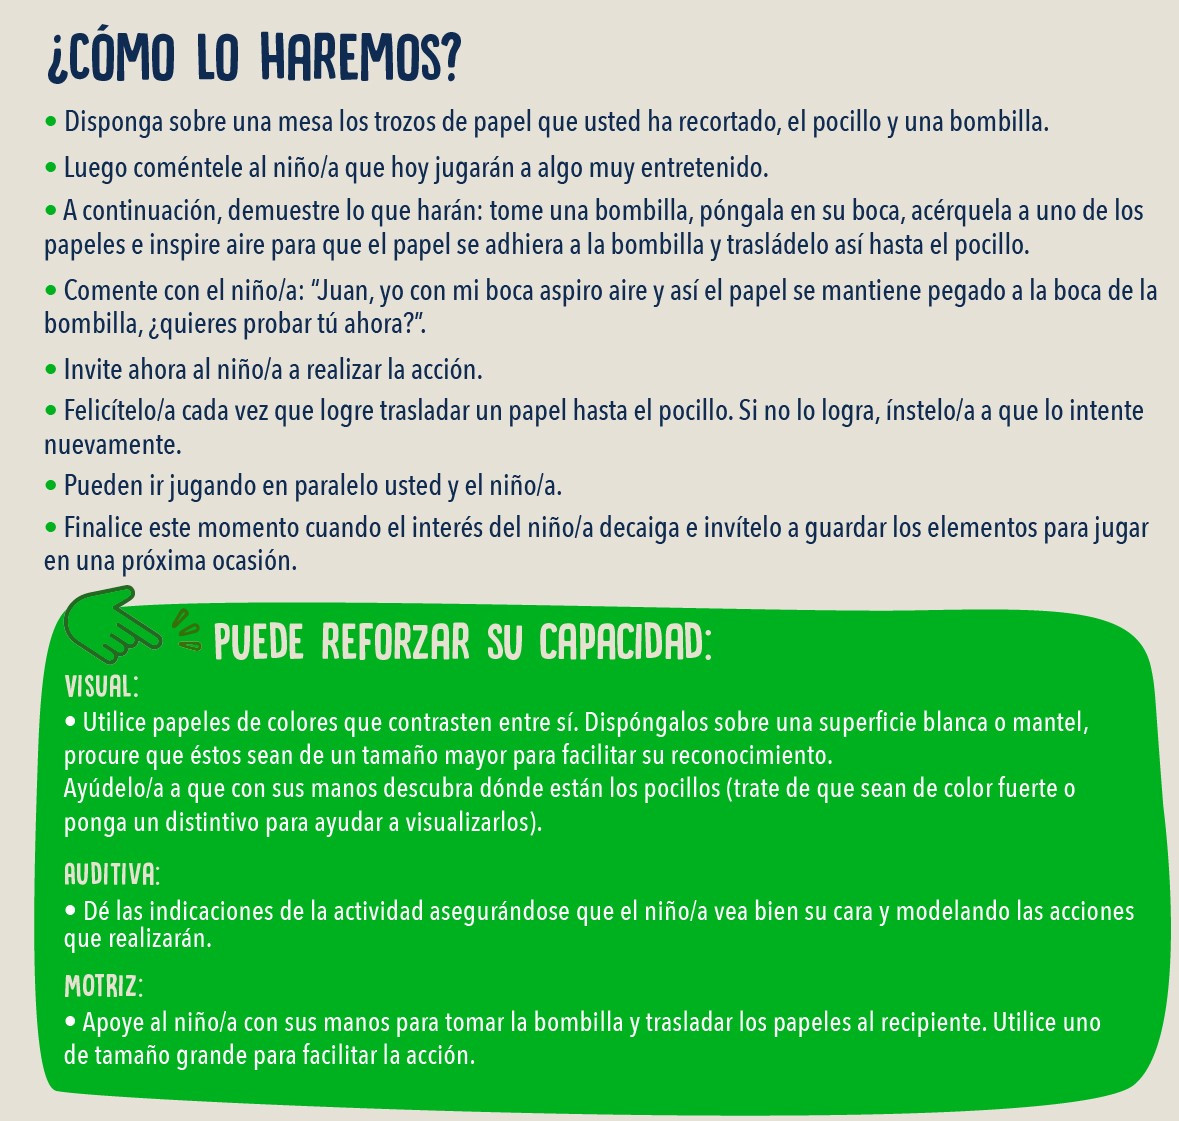 ¿CÓMO LO HAREMOS?
• Disponga sobre una mesa los trozos de papel que usted ha recortado, el pocillo y una bombilla.
• Luego coméntele al niño/a que hoy jugarán a algo muy entretenido.
• A continuación, demuestre lo que harán: tome una bombilla, póngala en su boca, acérquela a uno de los
papeles e inspire aire para que el papel se adhiera a la bombilla y trasládelo así hasta el pocillo.
• Comente con el niño/a: “Juan, yo con mi boca aspiro aire y así el papel se mantiene pegado a la boca de la
bombilla, ¿quieres probar tú ahora?”.
• Invite ahora al niño/a a realizar la acción.
• Felicítelo/a cada vez que logre trasladar un papel hasta el pocillo. Si no lo logra, ínstelo/a a que lo intente
nuevamente.
• Pueden ir jugando en paralelo usted y el niño/a.
• Finalice este momento cuando el interés del niño/a decaiga e invítelo a guardar los elementos para jugar
en una próxima ocasión.
PUEDE REFORZAR SU CAPACIDAD:
VISUAL:
• Utilice papeles de colores que contrasten entre sí. Dispóngalos sobre una superficie blanca o mantel,
procure que éstos sean de un tamaño mayor para facilitar su reconocimiento.
Ayúdelo/a a que con sus manos descubra dónde están los pocillos (trate de que sean de color fuerte o
ponga un distintivo para ayudar a visualizarlos).
AUDITIVA:
• Dé las indicaciones de la actividad asegurándose que el niño/a vea bien su cara y modelando las acciones
que realizarán.
MOTRIZ:
• Apoye al niño/a con sus manos para tomar la bombilla y trasladar los papeles al recipiente. Utilice uno
de tamaño grande para facilitar la acción.